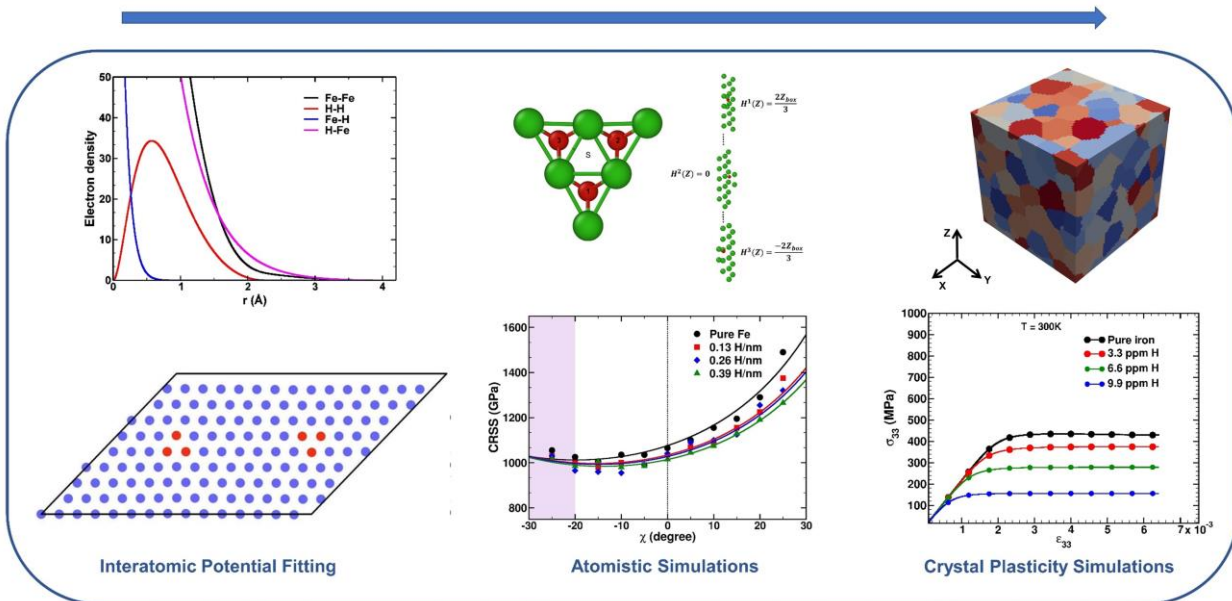 50
40
30
20
10
0
Electron density
0 1 2 3 4
r (Å)
Fe-Fe
H-H
Fe-H
H-Fe
S
H¹(Z) = 2Z_box/3
H²(Z) = 0
H³(Z) = −2Z_box/3
Z
X
Y
1600
1400
1200
1000
800
CRSS (GPa)
-30 -20 -10 0 10 20 30
χ (degree)
Pure Fe
0.13 H/nm
0.26 H/nm
0.39 H/nm
1000
900
800
700
600
500
400
300
200
100
σ₃₃ (MPa)
T = 300K
Pure iron
3.3 ppm H
6.6 ppm H
9.9 ppm H
0 1 2 3 4 5 6 7 x 10⁻³
ε₃₃
Interatomic Potential Fitting
Atomistic Simulations
Crystal Plasticity Simulations